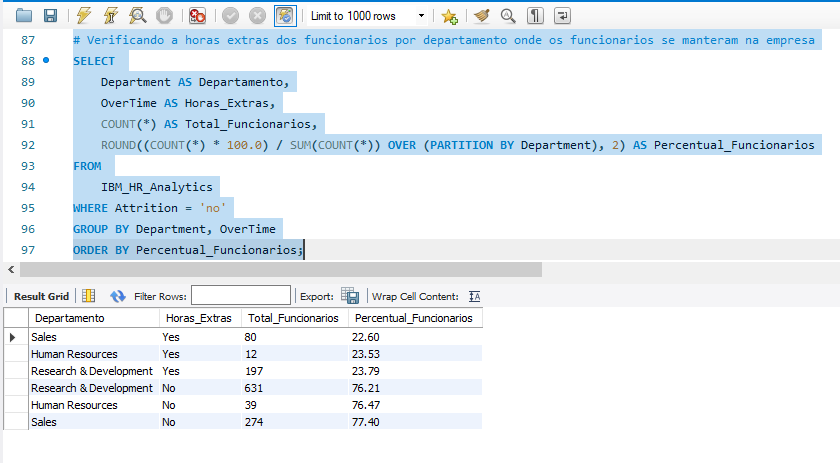 Limit to 1000 rows
87 # Verificando a horas extras dos funcionarios por departamento onde os funcionarios se manteram na empresa
88 SELECT
89 Department AS Departamento,
90 OverTime AS Horas_Extras,
91 COUNT(*) AS Total_Funcionarios,
92 ROUND((COUNT(*) * 100.0) / SUM(COUNT(*)) OVER (PARTITION BY Department), 2) AS Percentual_Funcionarios
93 FROM
94 IBM_HR_Analytics
95 WHERE Attrition = 'no'
96 GROUP BY Department, OverTime
97 ORDER BY Percentual_Funcionarios;
Result Grid Filter Rows: Export: Wrap Cell Content: IA
Departamento Horas_Extras Total_Funcionarios Percentual_Funcionarios
Sales Yes 80 22.60
Human Resources Yes 12 23.53
Research & Development Yes 197 23.79
Research & Development No 631 76.21
Human Resources No 39 76.47
Sales No 274 77.40